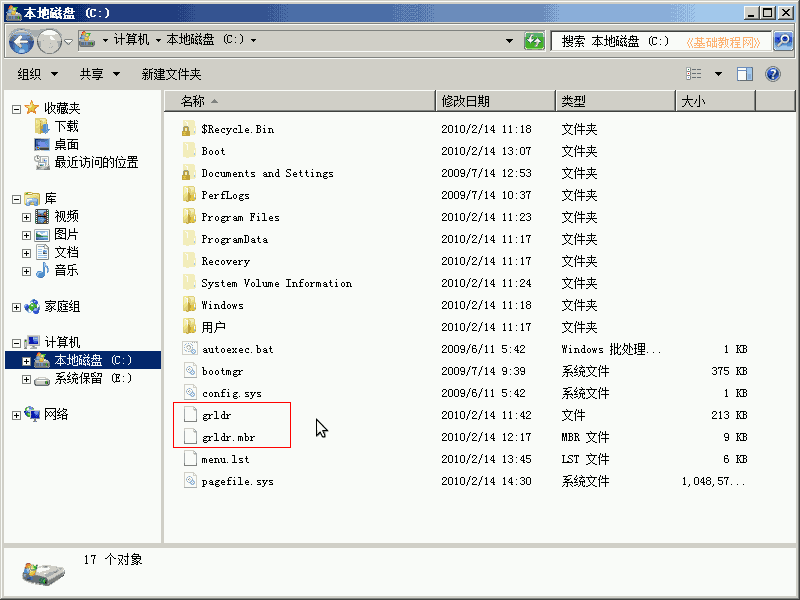 本地磁盘 (C:)
计算机 本地磁盘 (C:)
搜索 本地磁盘 (C:) 《基础教程网》
组织 共享 新建文件夹
收藏夹
下载
桌面
最近访问的位置
库
视频
图片
文档
音乐
家庭组
计算机
本地磁盘 (C:)
系统保留 (E:)
网络
名称 修改日期 类型 大小
$Recycle.Bin 2010/2/14 11:18 文件夹
Boot 2010/2/14 13:07 文件夹
Documents and Settings 2009/7/14 12:53 文件夹
PerfLogs 2009/7/14 10:37 文件夹
Program Files 2010/2/14 11:23 文件夹
ProgramData 2010/2/14 11:17 文件夹
Recovery 2010/2/14 11:17 文件夹
System Volume Information 2010/2/14 11:24 文件夹
Windows 2010/2/14 11:18 文件夹
用户 2010/2/14 11:17 文件夹
autoexec.bat 2009/6/11 5:42 Windows 批处理... 1 KB
bootmgr 2009/7/14 9:39 系统文件 375 KB
config.sys 2009/6/11 5:42 系统文件 1 KB
grldr 2010/2/14 11:42 文件 213 KB
grldr.mbr 2010/2/14 12:17 MBR 文件 9 KB
menu.lst 2010/2/14 13:45 LST 文件 6 KB
pagefile.sys 2010/2/14 14:30 系统文件 1,048,57...
17 个对象